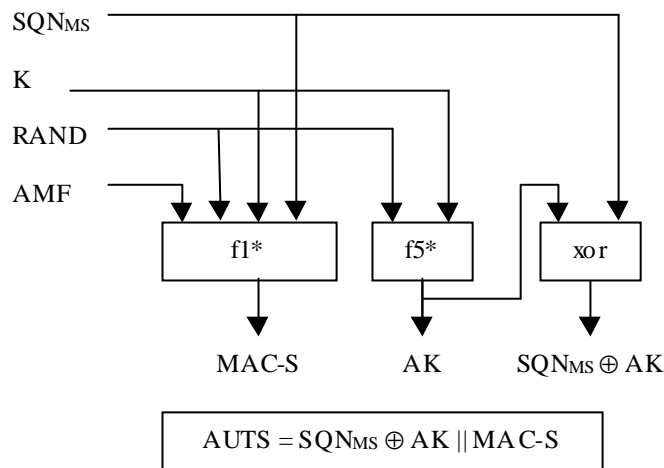 SQNMS
K
RAND
AMF
f1*
f5*
xor
MAC-S
AK
SQNMS ⊕ AK
AUTS = SQNMS ⊕ AK || MAC-S